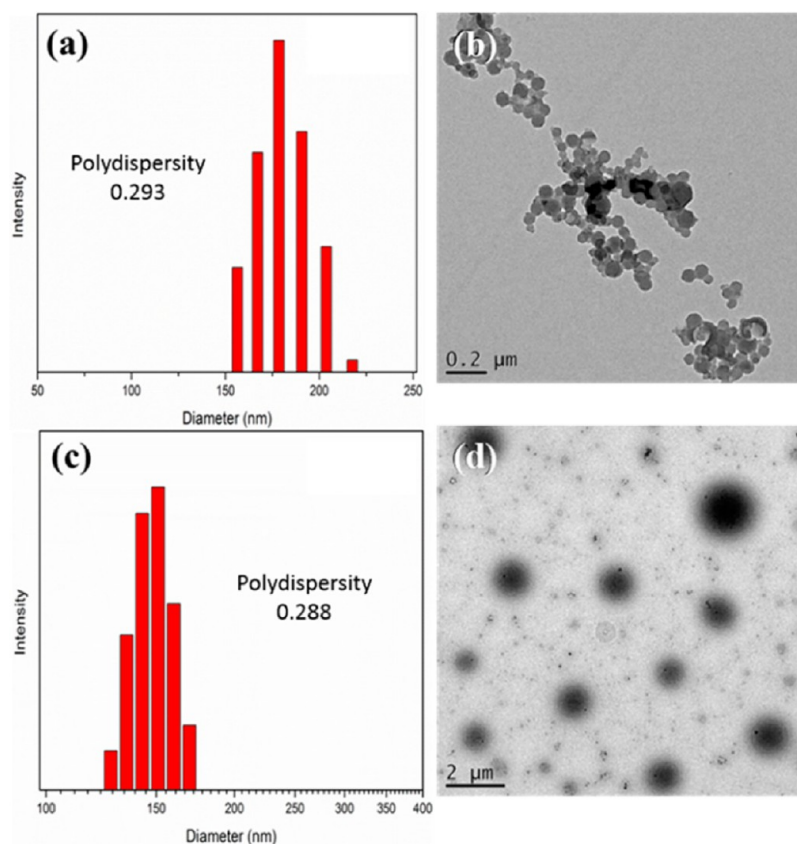 (a)
Polydispersity
0.293
Intensity
50 100 150 200 250
Diameter (nm)
(b)
0.2 μm
(c)
Polydispersity
0.288
Intensity
100 150 200 250 300 350 400
Diameter (nm)
(d)
2 μm